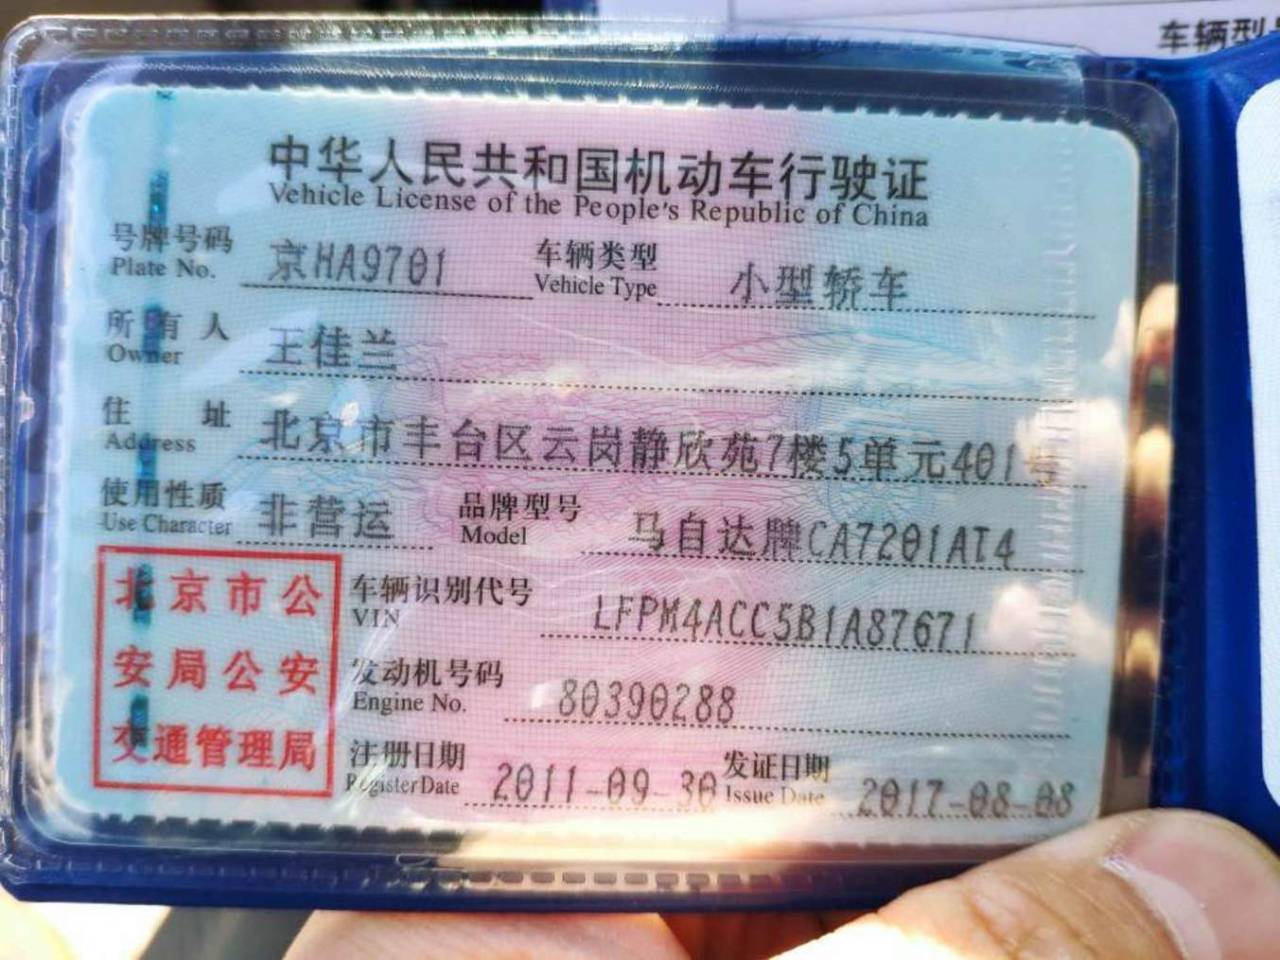 车辆型号
中华人民共和国机动车行驶证
Vehicle License of the People's Republic of China
号牌号码 京HA9701 车辆类型 小型轿车
Plate No. Vehicle Type
所有人 王佳兰
Owner
住址 北京市丰台区云岗静欣苑7楼5单元401号
Address
使用性质 非营运 品牌型号 马自达牌CA7201AT4
Use Character Model
北京市公
安局公安
交通管理局
车辆识别代号 LFPM4ACC5B1A87671
VIN
发动机号码 80390288
Engine No.
注册日期 2011-09-30 发证日期 2017-08-08
Register Date Issue Date